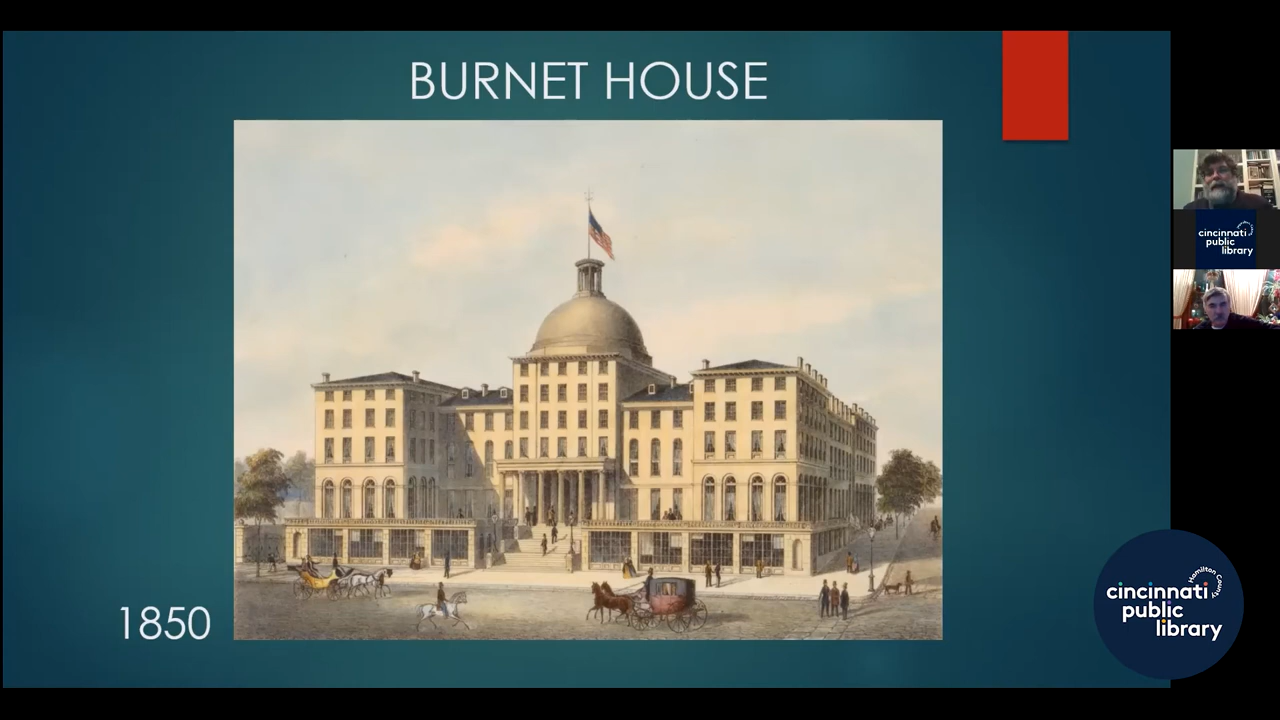 BURNET HOUSE
1850
cincinnati
public
library
Hamilton County
cincinnati
public
library